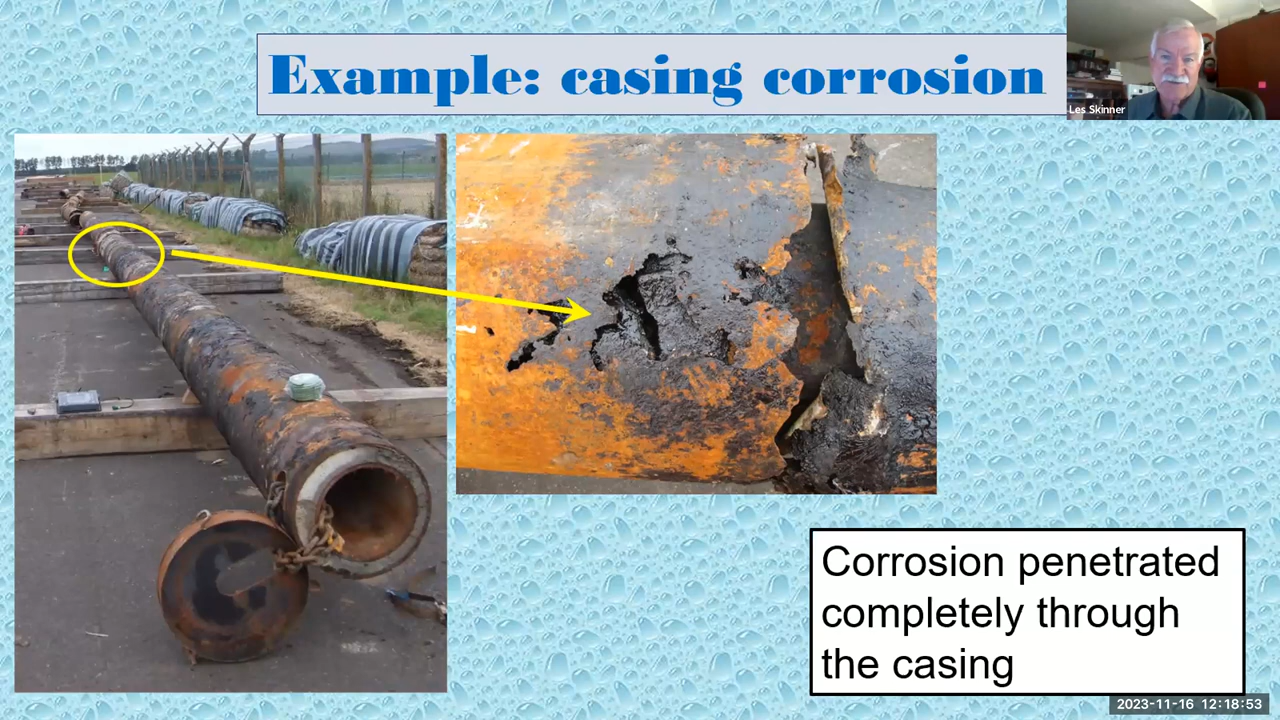 Example: casing corrosion
Les Skinner
Corrosion penetrated
completely through
the casing
2023-11-16 12:18:53